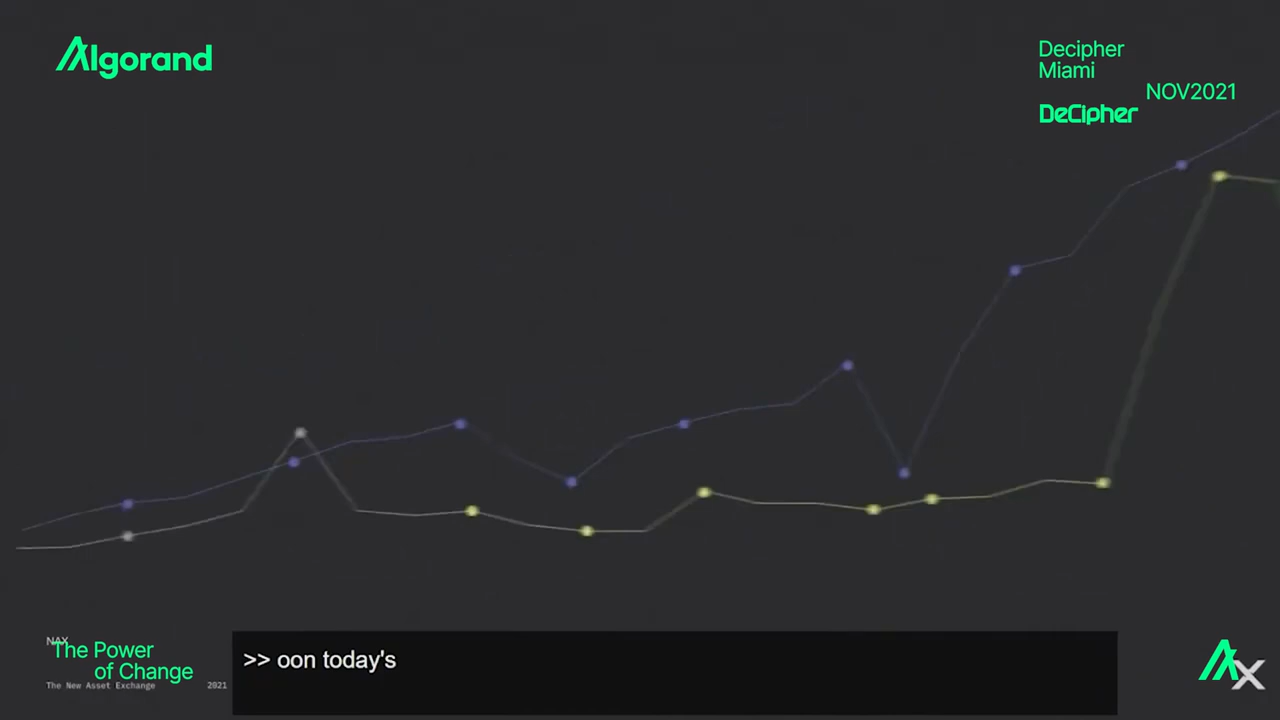 Algorand
Decipher
Miami
NOV2021
DeCipher
NAX
The Power
of Change
The New Asset Exchange 2021
>> oon today's
X